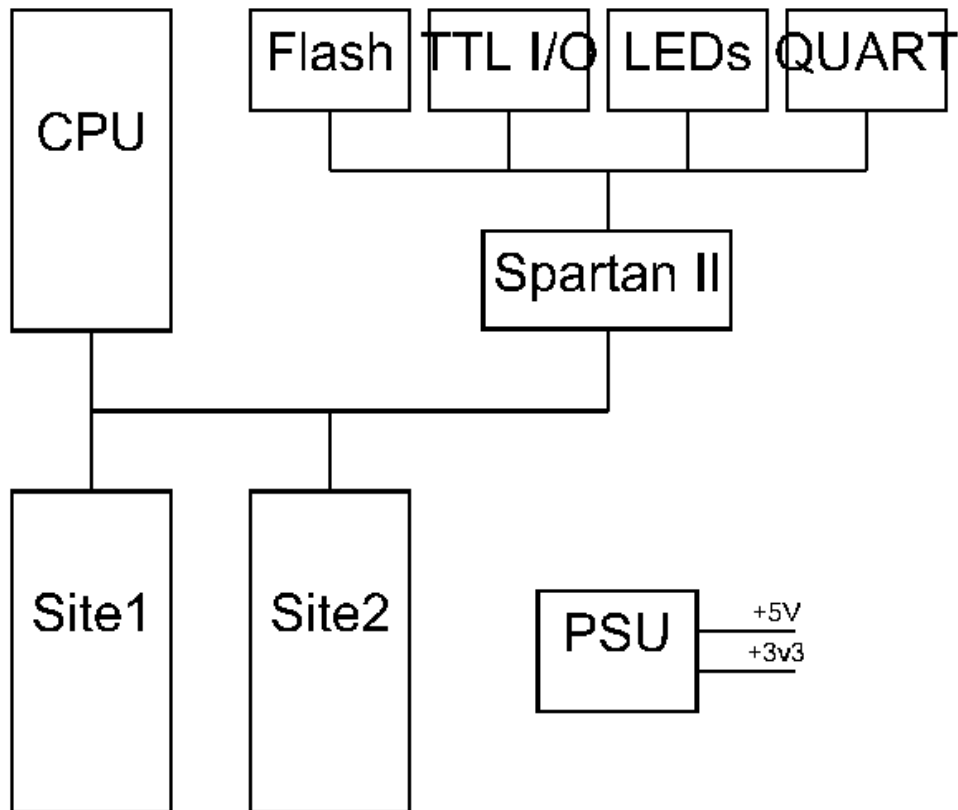 CPU
Flash
TTL I/O
LEDs
QUART
Spartan II
Site1
Site2
PSU
+5V
+3v3